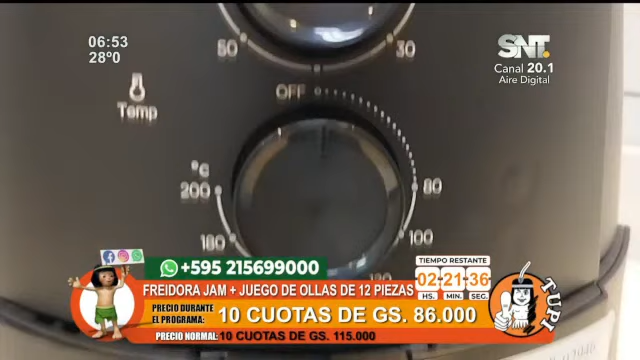 06:53
28°0
SNT.
Canal 20.1
Aire Digital
50
30
OFF
Temp
°C
200
80
180
100
+595 215699000
TIEMPO RESTANTE
FREIDORA JAM + JUEGO DE OLLAS DE 12 PIEZAS
02:21:36
HS. MIN. SEG.
PRECIO DURANTE
EL PROGRAMA:
10 CUOTAS DE GS. 86.000
PRECIO NORMAL: 10 CUOTAS DE GS. 115.000
TUPI